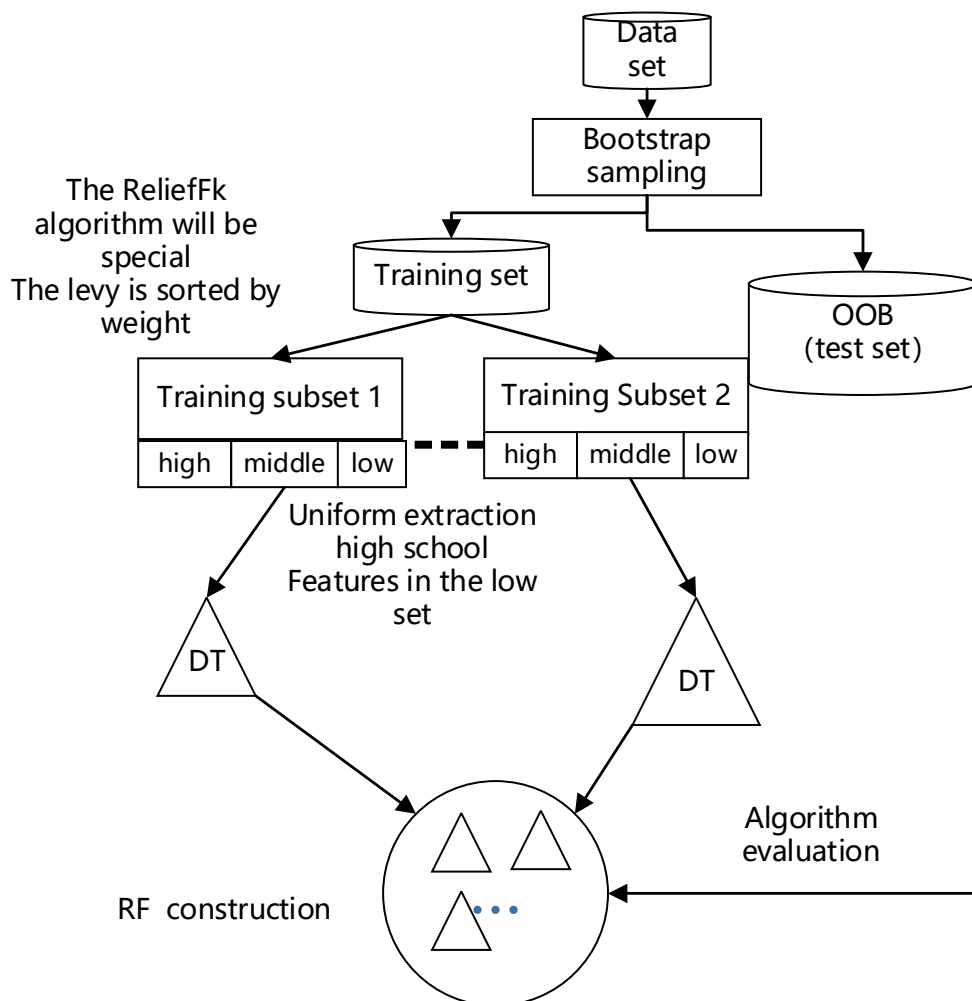 Data
set
Bootstrap
sampling
The ReliefFk
algorithm will be
special
The levy is sorted by
weight
Training set
OOB
(test set)
Training subset 1
high middle low
Training Subset 2
high middle low
Uniform extraction
high school
Features in the low
set
DT
DT
Algorithm
evaluation
RF construction